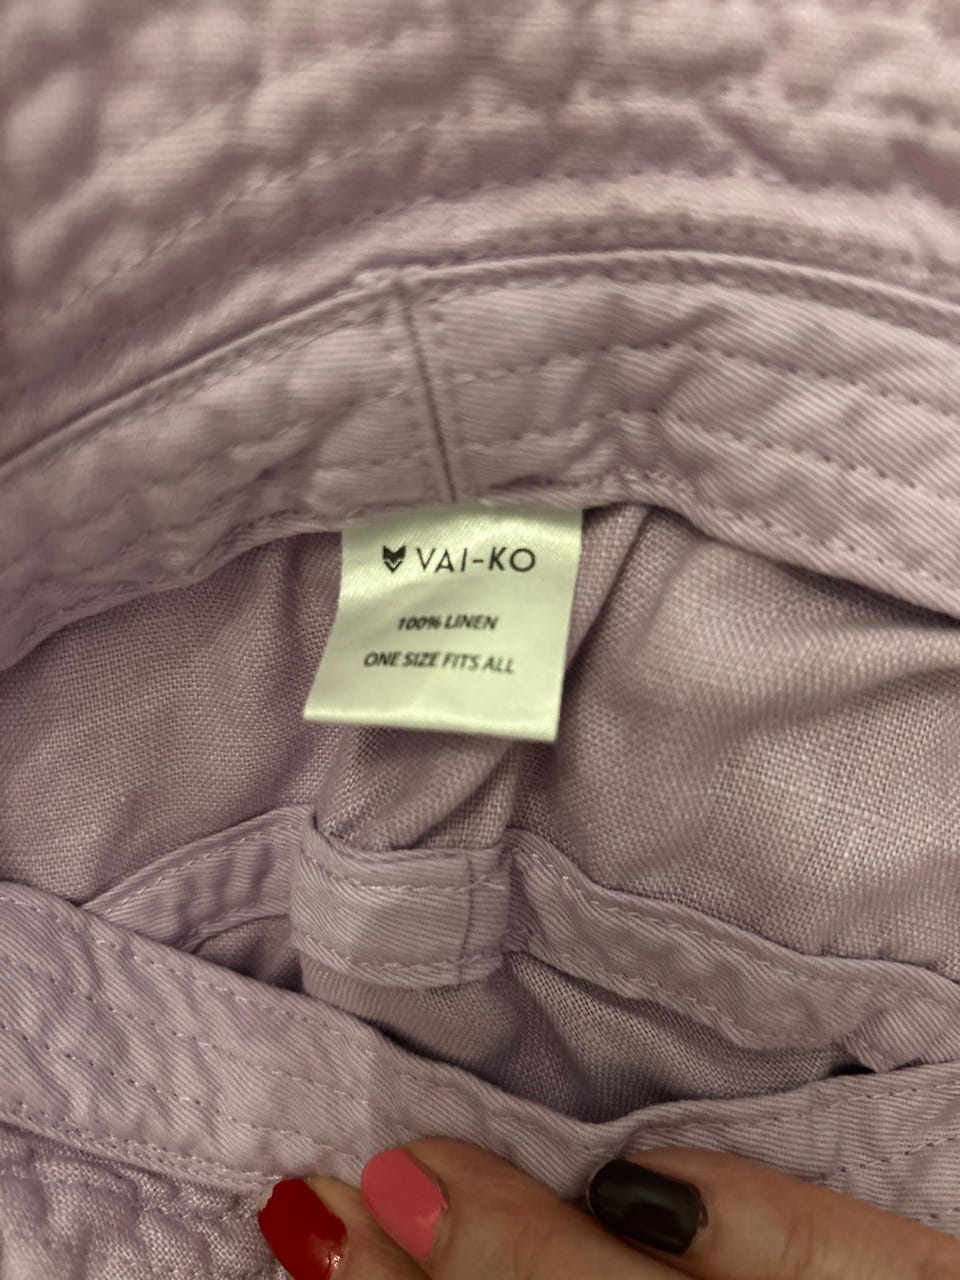 VAI-KO
100% LINEN
ONE SIZE FITS ALL